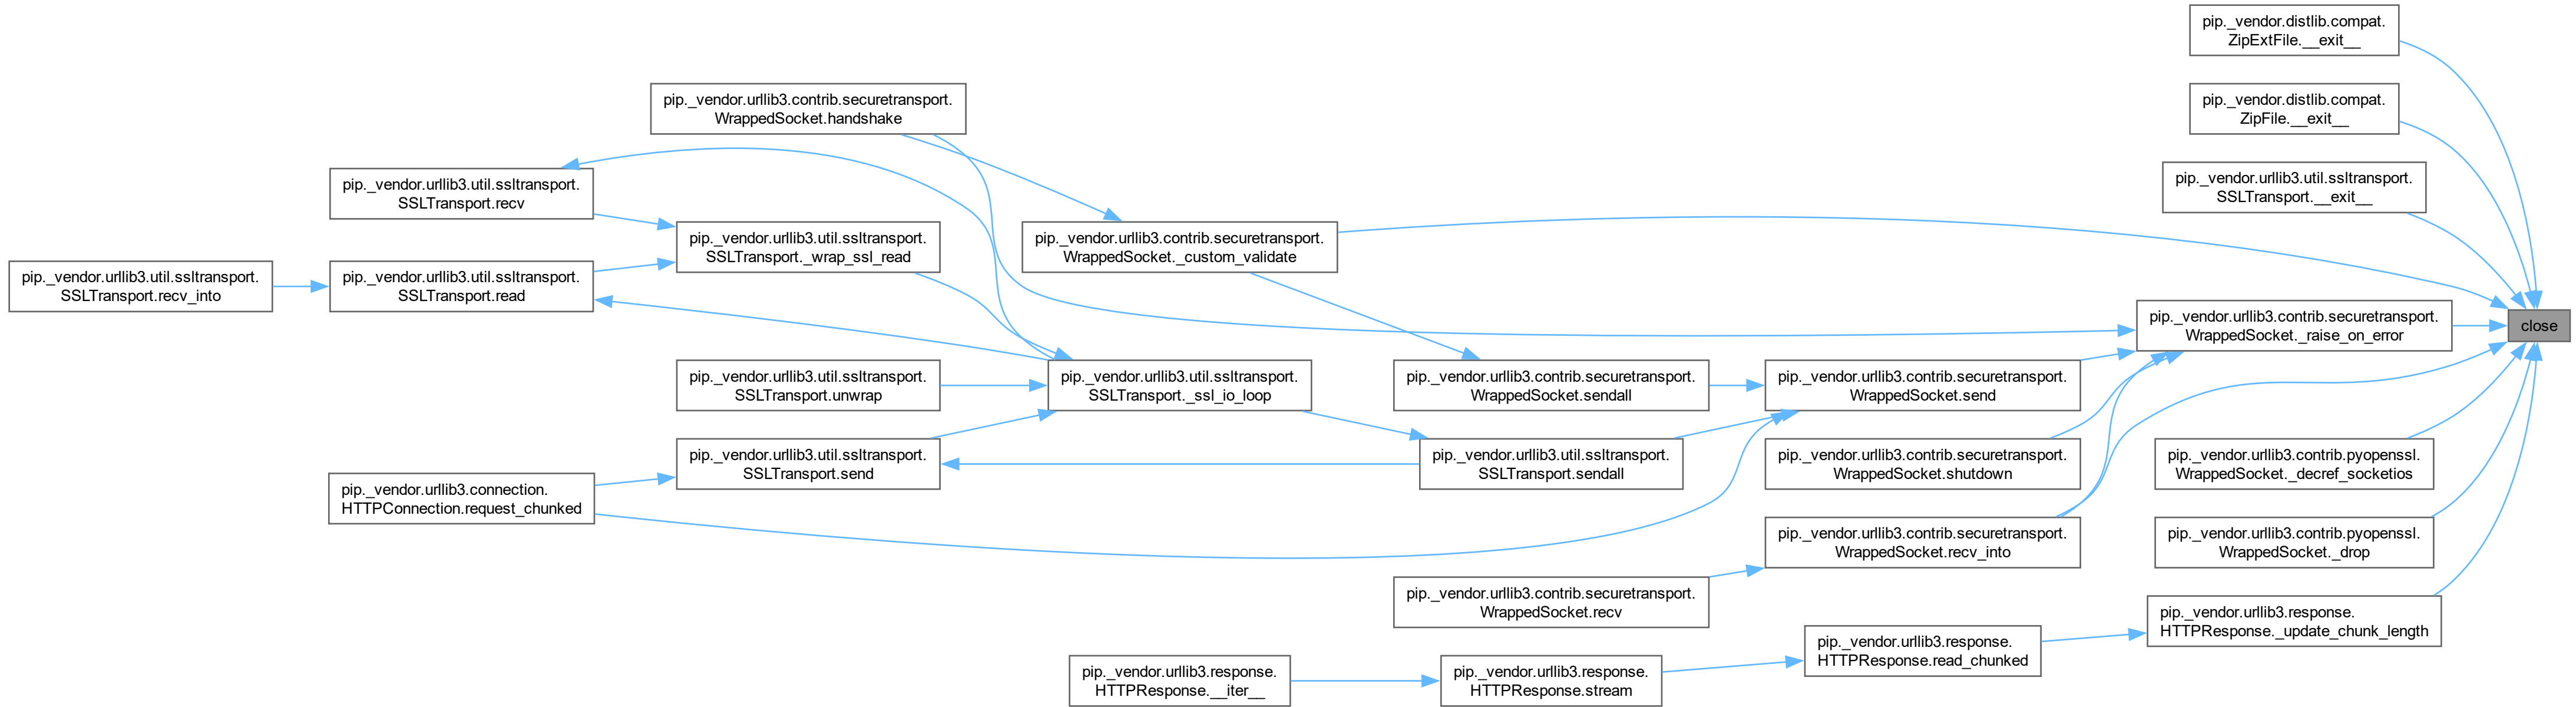 pip._vendor.distlib.compat.
ZipExtFile.__exit__
pip._vendor.distlib.compat.
ZipFile.__exit__
pip._vendor.urllib3.contrib.securetransport.
WrappedSocket.handshake
pip._vendor.urllib3.util.ssltransport.
SSLTransport.__exit__
pip._vendor.urllib3.util.ssltransport.
SSLTransport.recv
pip._vendor.urllib3.util.ssltransport.
SSLTransport._wrap_ssl_read
pip._vendor.urllib3.contrib.securetransport.
WrappedSocket._custom_validate
pip._vendor.urllib3.util.ssltransport.
SSLTransport.recv_into
pip._vendor.urllib3.util.ssltransport.
SSLTransport.read
pip._vendor.urllib3.contrib.securetransport.
WrappedSocket._raise_on_error
close
pip._vendor.urllib3.util.ssltransport.
SSLTransport.unwrap
pip._vendor.urllib3.util.ssltransport.
SSLTransport._ssl_io_loop
pip._vendor.urllib3.contrib.securetransport.
WrappedSocket.sendall
pip._vendor.urllib3.contrib.securetransport.
WrappedSocket.send
pip._vendor.urllib3.util.ssltransport.
SSLTransport.send
pip._vendor.urllib3.util.ssltransport.
SSLTransport.sendall
pip._vendor.urllib3.contrib.securetransport.
WrappedSocket.shutdown
pip._vendor.urllib3.contrib.pyopenssl.
WrappedSocket._decref_socketios
pip._vendor.urllib3.connection.
HTTPConnection.request_chunked
pip._vendor.urllib3.contrib.securetransport.
WrappedSocket.recv_into
pip._vendor.urllib3.contrib.pyopenssl.
WrappedSocket._drop
pip._vendor.urllib3.contrib.securetransport.
WrappedSocket.recv
pip._vendor.urllib3.response.
HTTPResponse._update_chunk_length
pip._vendor.urllib3.response.
HTTPResponse.read_chunked
pip._vendor.urllib3.response.
HTTPResponse.__iter__
pip._vendor.urllib3.response.
HTTPResponse.stream